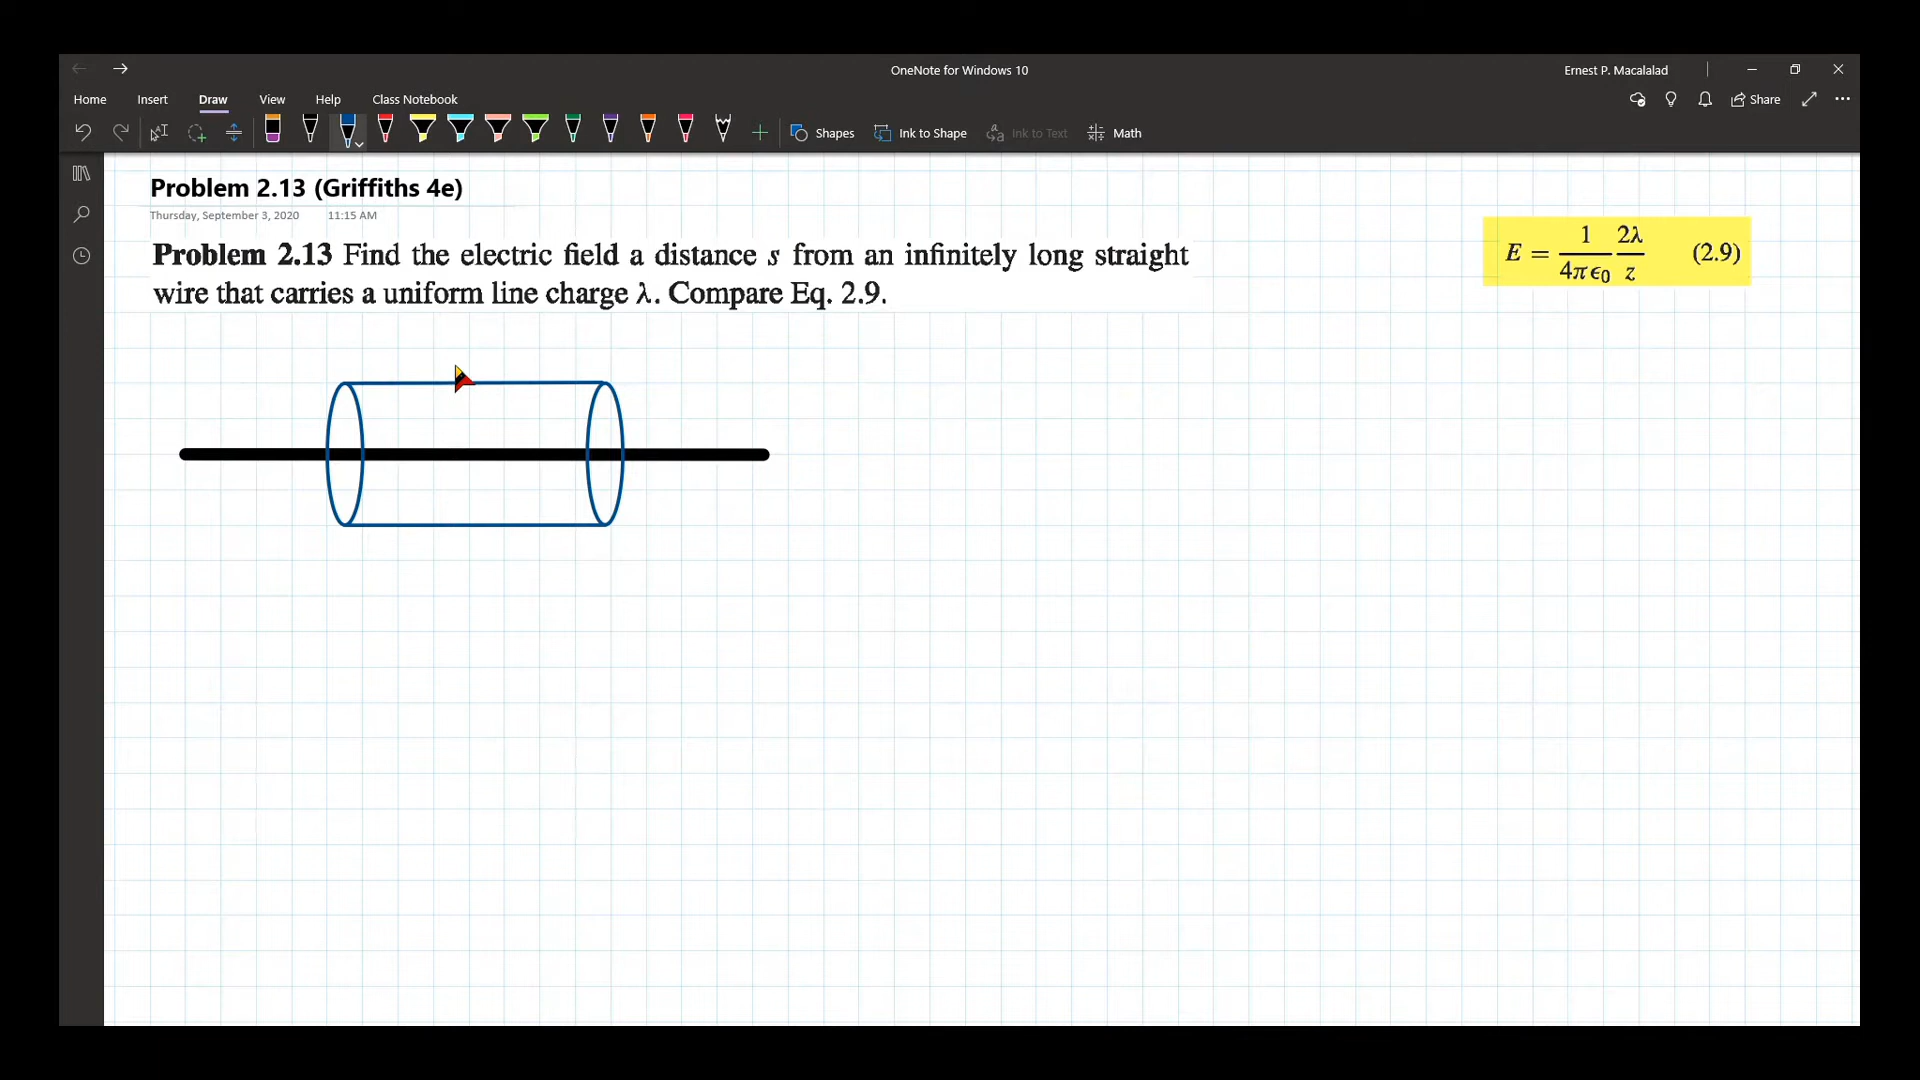 OneNote for Windows 10
Ernest P. Macalalad
Home Insert Draw View Help Class Notebook
Share
Shapes Ink to Shape Ink to Text Math
Problem 2.13 (Griffiths 4e)
Thursday, September 3, 2020 11:15 AM
Problem 2.13 Find the electric field a distance s from an infinitely long straight
wire that carries a uniform line charge λ. Compare Eq. 2.9.
E = 1/4πϵ₀ 2λ/z (2.9)